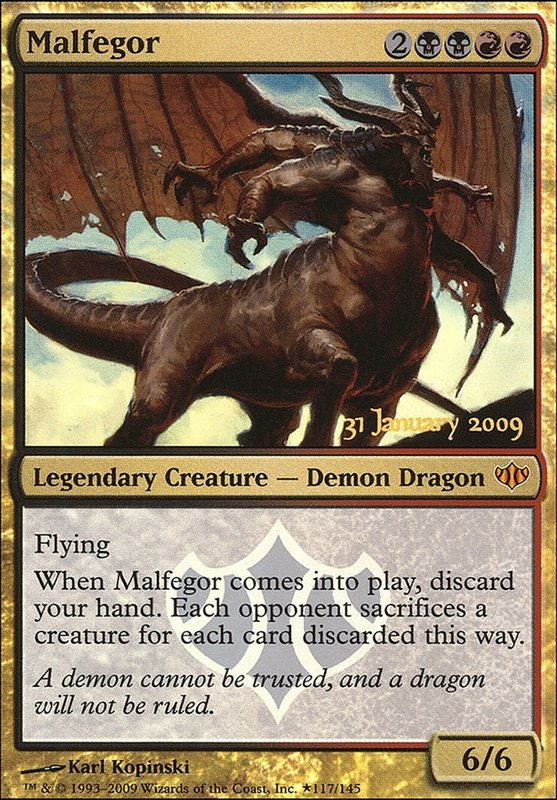 Malfegor 2
31 January 2009
Legendary Creature — Demon Dragon
Flying
When Malfegor comes into play, discard
your hand. Each opponent sacrifices a
creature for each card discarded this way.
A demon cannot be trusted, and a dragon
will not be ruled.
6/6
Karl Kopinski
™ & © 1993–2009 Wizards of the Coast, Inc. ★117/145